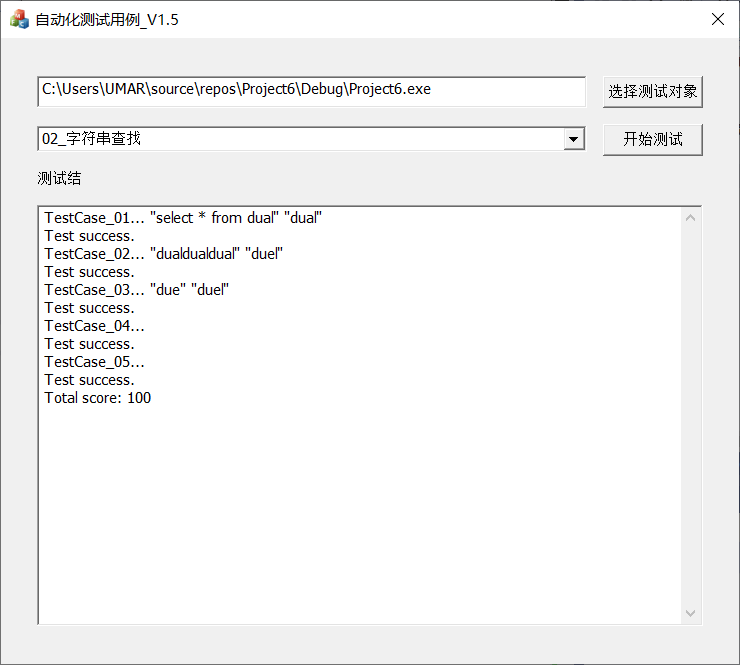 自动化测试用例_V1.5
C:\Users\UMAR\source\repos\Project6\Debug\Project6.exe
选择测试对象
02_字符串查找
开始测试
测试结
TestCase_01... "select * from dual" "dual"
Test success.
TestCase_02... "dualdualdual" "duel"
Test success.
TestCase_03... "due" "duel"
Test success.
TestCase_04...
Test success.
TestCase_05...
Test success.
Total score: 100